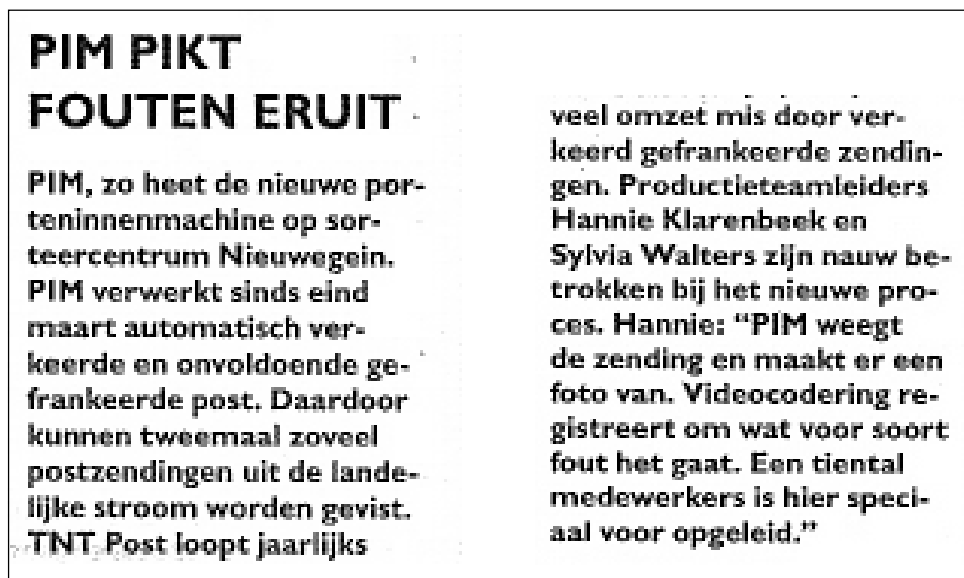 PIM PIKT
FOUTEN ERUIT
PIM, zo heet de nieuwe por-
teninnenmachine op sor-
teercentrum Nieuwegein.
PIM verwerkt sinds eind
maart automatisch ver-
keerde en onvoldoende ge-
frankeerde post. Daardoor
kunnen tweemaal zoveel
postzendingen uit de lande-
lijke stroom worden gevist.
TNT Post loopt jaarlijks
veel omzet mis door ver-
keerd gefrankeerde zendin-
gen. Productieteamleiders
Hannie Klarenbeek en
Sylvia Walters zijn nauw be-
trokken bij het nieuwe pro-
ces. Hannie: “PIM weegt
de zending en maakt er een
foto van. Videocodering re-
gistreert om wat voor soort
fout het gaat. Een tiental
medewerkers is hier speci-
aal voor opgeleid.”